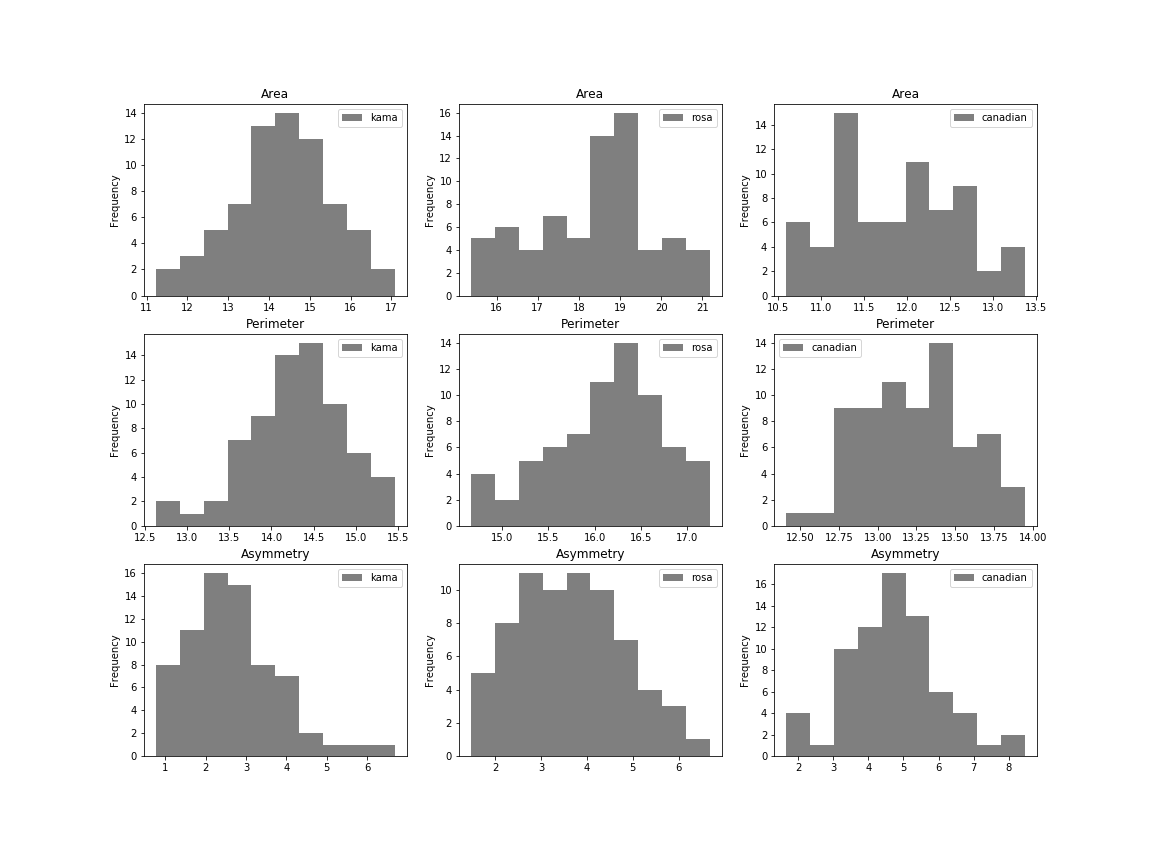 Area
Area
Area
kama
rosa
canadian
Frequency
14
12
10
8
6
4
2
0
11 12 13 14 15 16 17
Frequency
16
14
12
10
8
6
4
2
0
16 17 18 19 20 21
Frequency
14
12
10
8
6
4
2
0
10.5 11.0 11.5 12.0 12.5 13.0 13.5
Perimeter
Perimeter
Perimeter
kama
rosa
canadian
Frequency
14
12
10
8
6
4
2
0
12.5 13.0 13.5 14.0 14.5 15.0 15.5
Frequency
14
12
10
8
6
4
2
0
15.0 15.5 16.0 16.5 17.0
Frequency
14
12
10
8
6
4
2
0
12.50 12.75 13.00 13.25 13.50 13.75 14.00
Asymmetry
Asymmetry
Asymmetry
kama
rosa
canadian
Frequency
16
14
12
10
8
6
4
2
0
1 2 3 4 5 6
Frequency
10
8
6
4
2
0
2 3 4 5 6
Frequency
16
14
12
10
8
6
4
2
0
2 3 4 5 6 7 8